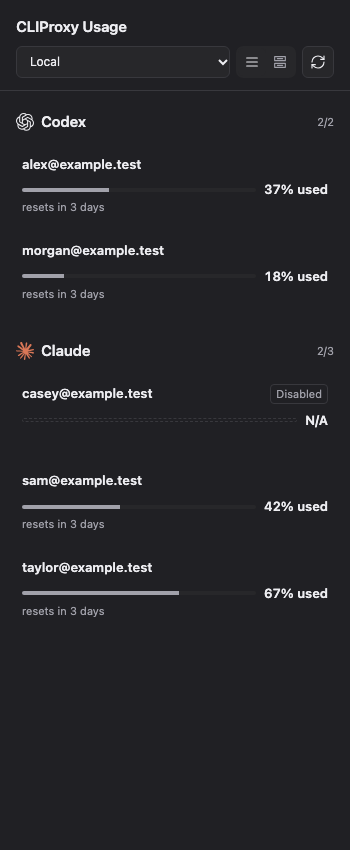 CLIProxy Usage
Local
Codex
2/2
alex@example.test
37% used
resets in 3 days
morgan@example.test
18% used
resets in 3 days
Claude
2/3
casey@example.test
Disabled
N/A
sam@example.test
42% used
resets in 3 days
taylor@example.test
67% used
resets in 3 days